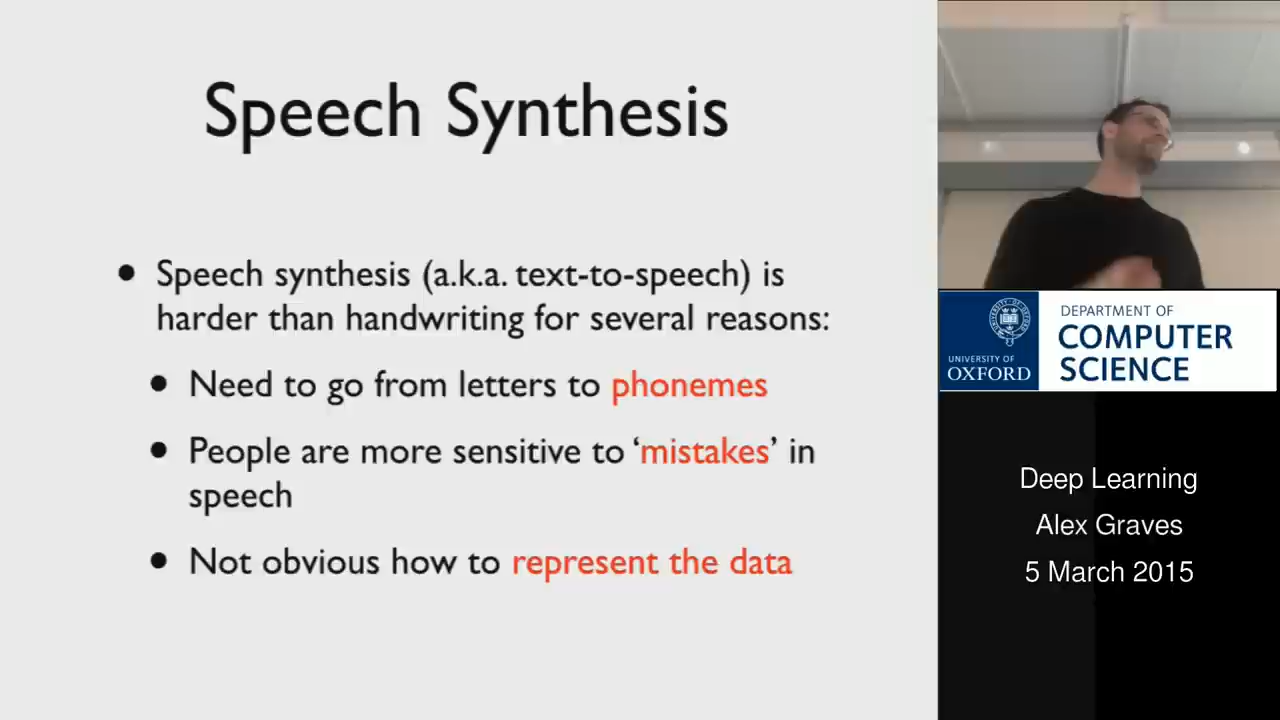 Speech Synthesis
• Speech synthesis (a.k.a. text-to-speech) is
harder than handwriting for several reasons:
• Need to go from letters to phonemes
• People are more sensitive to ‘mistakes’ in
speech
• Not obvious how to represent the data
UNIVERSITY OF
OXFORD
DEPARTMENT OF
COMPUTER
SCIENCE
Deep Learning
Alex Graves
5 March 2015